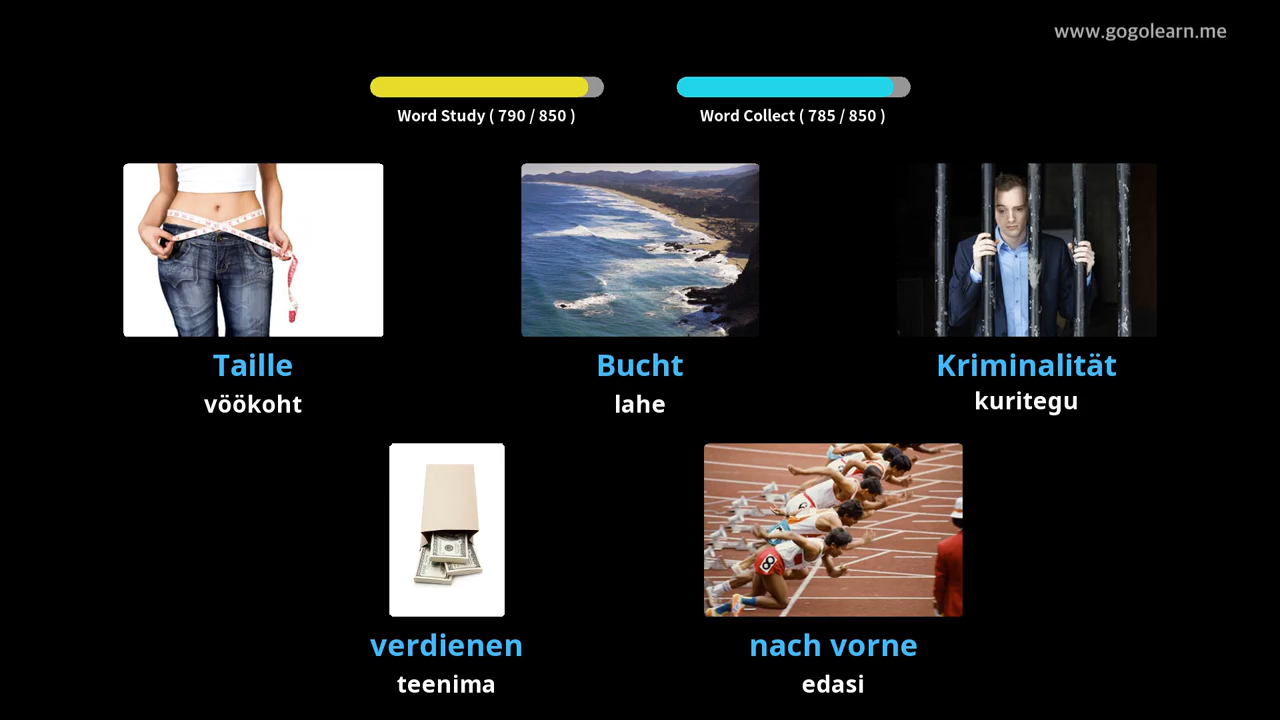 www.gogolearn.me
Word Study ( 790 / 850 )
Word Collect ( 785 / 850 )
Taille
vöökoht
Bucht
lahe
Kriminalität
kuritegu
verdienen
teenima
nach vorne
edasi